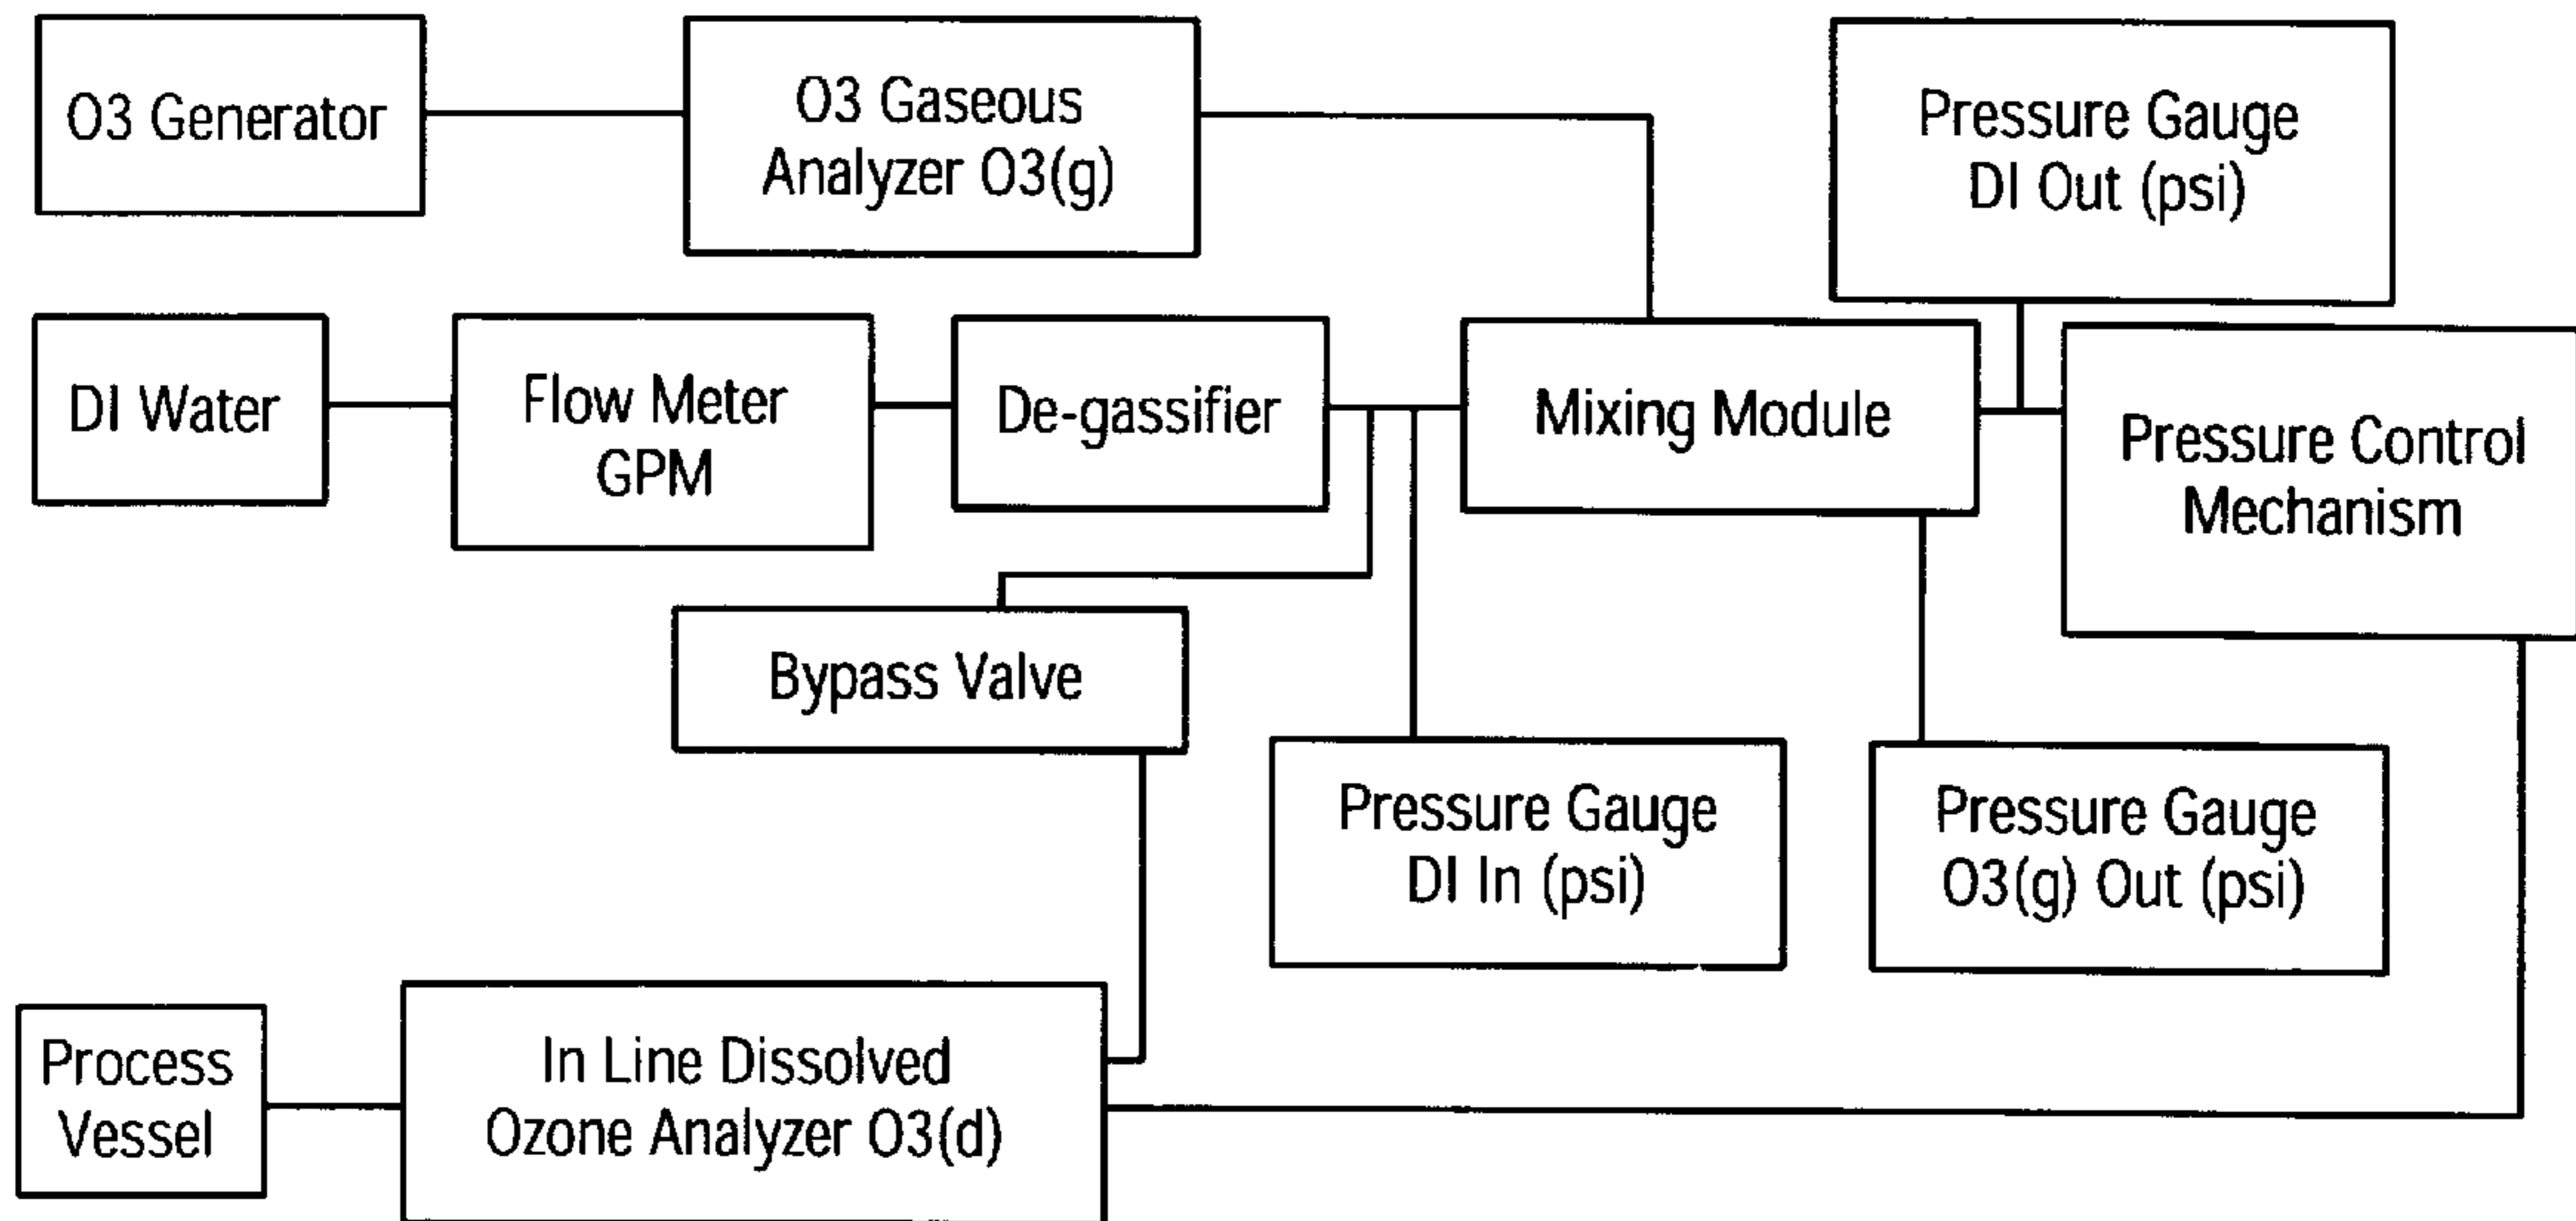 O3 Generator
O3 Gaseous
Analyzer O3(g)
Pressure Gauge
DI Out (psi)
DI Water
Flow Meter
GPM
De-gassifier
Mixing Module
Pressure Control
Mechanism
Bypass Valve
Pressure Gauge
DI In (psi)
Pressure Gauge
O3(g) Out (psi)
Process
Vessel
In Line Dissolved
Ozone Analyzer O3(d)